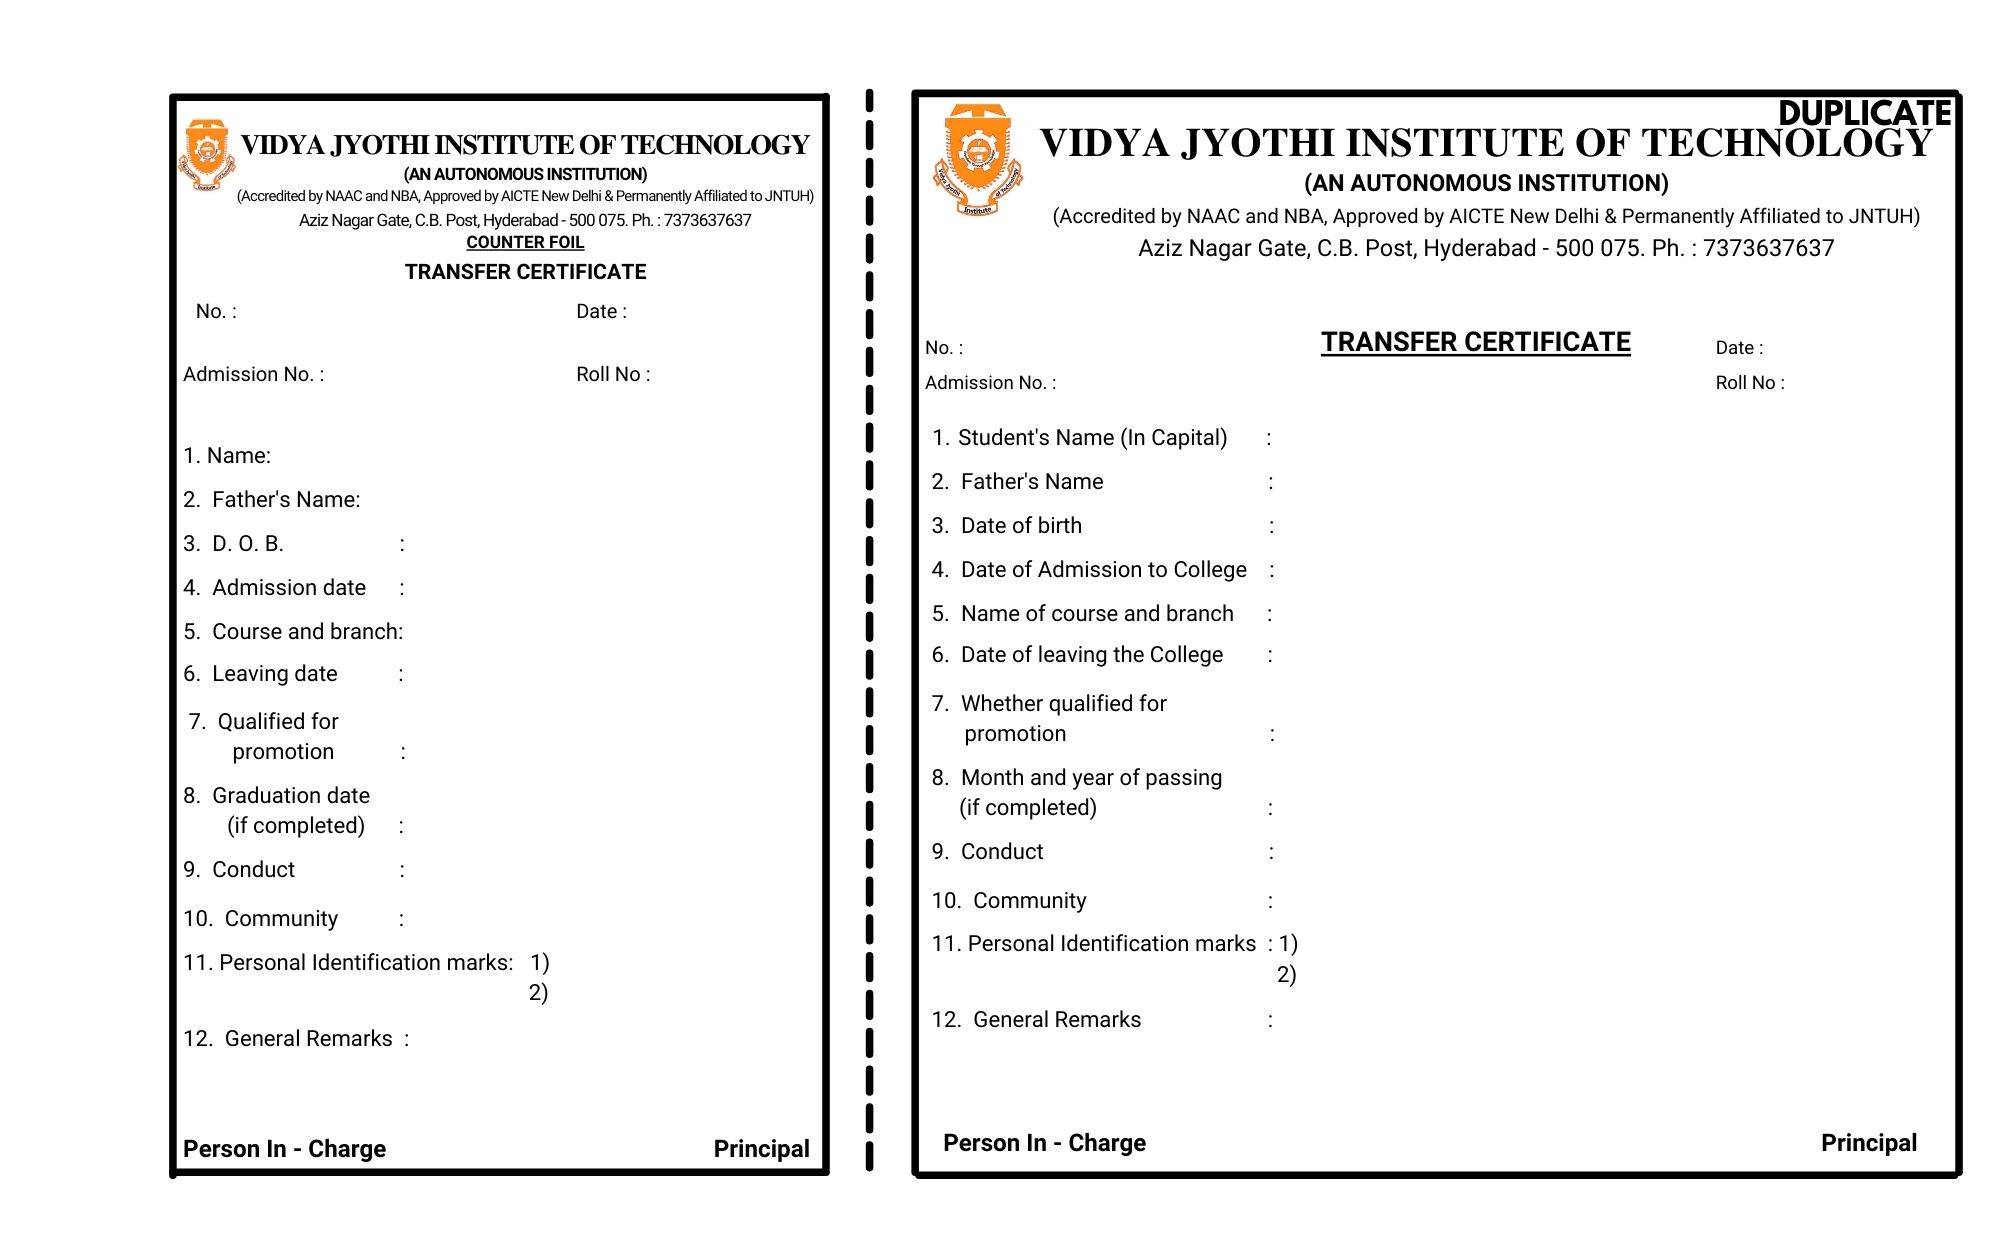 VIDYA JYOTHI INSTITUTE OF TECHNOLOGY
(AN AUTONOMOUS INSTITUTION)
(Accredited by NAAC and NBA, Approved by AICTE New Delhi & Permanently Affiliated to JNTUH)
Aziz Nagar Gate, C.B. Post, Hyderabad - 500 075. Ph. : 7373637637
COUNTER FOIL
TRANSFER CERTIFICATE
No. : Date :
Admission No. : Roll No :
1. Name:
2. Father's Name:
3. D. O. B. :
4. Admission date :
5. Course and branch:
6. Leaving date :
7. Qualified for
promotion :
8. Graduation date
(if completed) :
9. Conduct :
10. Community :
11. Personal Identification marks: 1)
2)
12. General Remarks :
Person In - Charge Principal
DUPLICATE
VIDYA JYOTHI INSTITUTE OF TECHNOLOGY
(AN AUTONOMOUS INSTITUTION)
(Accredited by NAAC and NBA, Approved by AICTE New Delhi & Permanently Affiliated to JNTUH)
Aziz Nagar Gate, C.B. Post, Hyderabad - 500 075. Ph. : 7373637637
No. : TRANSFER CERTIFICATE Date :
Admission No. : Roll No :
1. Student's Name (In Capital) :
2. Father's Name :
3. Date of birth :
4. Date of Admission to College :
5. Name of course and branch :
6. Date of leaving the College :
7. Whether qualified for
promotion :
8. Month and year of passing
(if completed) :
9. Conduct :
10. Community :
11. Personal Identification marks : 1)
2)
12. General Remarks :
Person In - Charge Principal
Vidya Jyothi
Institute
of Technology